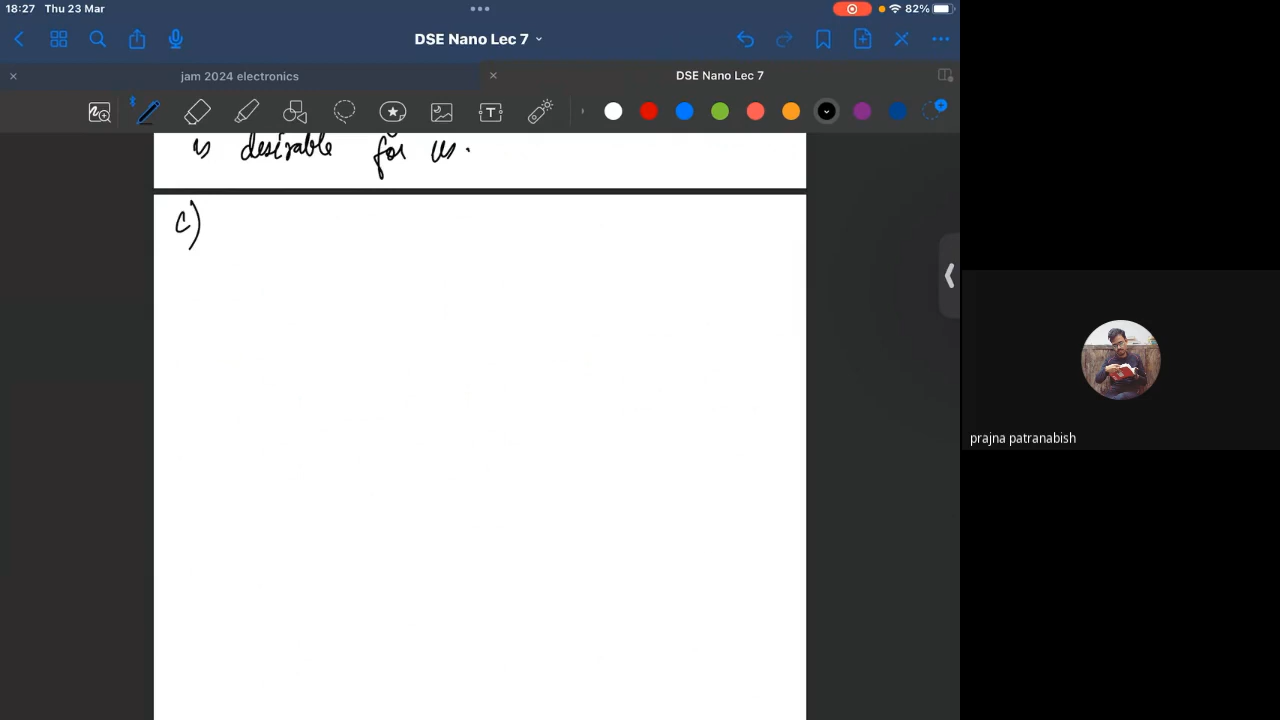 18:27 Thu 23 Mar
82%
DSE Nano Lec 7
jam 2024 electronics
DSE Nano Lec 7
is desirable for us.
c)
prajna patranabish